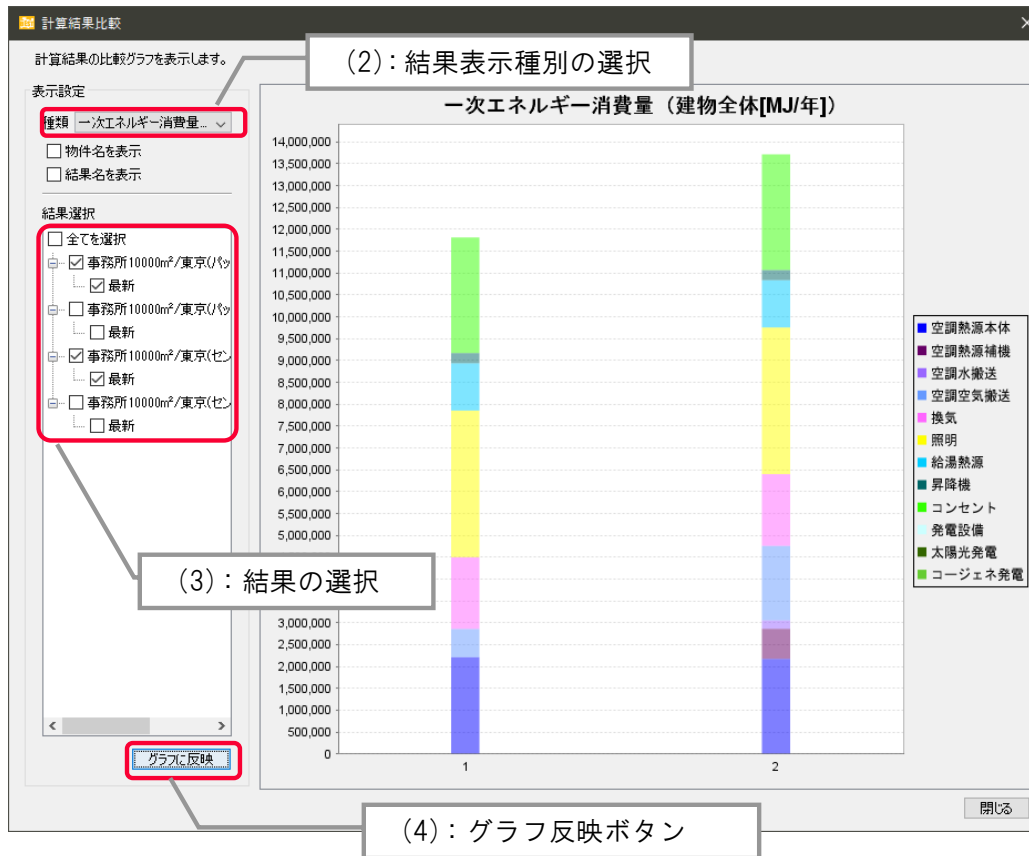 計算結果比較
計算結果の比較グラフを表示します。
(2)：結果表示種別の選択
表示設定
種類 一次エネルギー消費量...
物件名を表示
結果名を表示
結果選択
全てを選択
事務所10000m²/東京(パッ
最新
事務所10000m²/東京(パッ
最新
事務所10000m²/東京(セン
最新
事務所10000m²/東京(セン
最新
(3)：結果の選択
グラフに反映
(4)：グラフ反映ボタン
一次エネルギー消費量（建物全体[MJ/年]）
14,000,000
13,500,000
13,000,000
12,500,000
12,000,000
11,500,000
11,000,000
10,500,000
10,000,000
9,500,000
9,000,000
8,500,000
8,000,000
7,500,000
7,000,000
6,500,000
6,000,000
5,500,000
5,000,000
3,000,000
2,500,000
2,000,000
1,500,000
1,000,000
500,000
0
1
2
空調熱源本体
空調熱源補機
空調水搬送
空調空気搬送
換気
照明
給湯熱源
昇降機
コンセント
発電設備
太陽光発電
コージェネ発電
閉じる